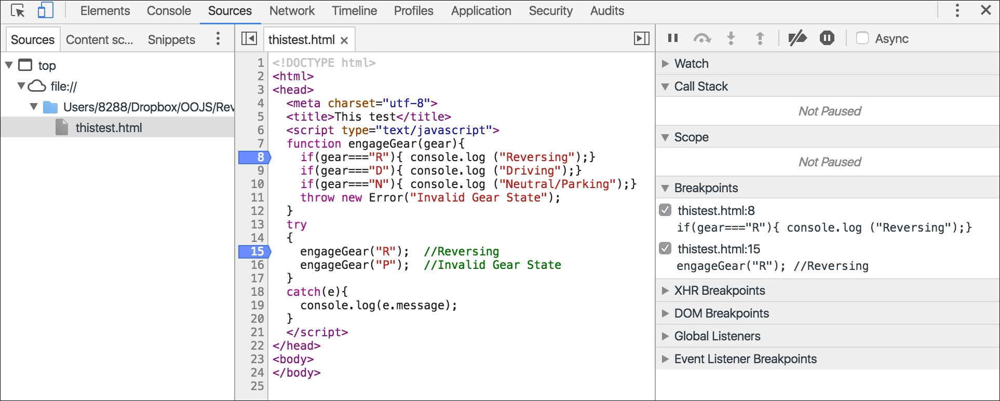 Elements Console Sources Network Timeline Profiles Application Security Audits
Sources Content sc... Snippets
top
file://
Users/8288/Dropbox/OOJS/Rev
thistest.html
thistest.html ×
1 <!DOCTYPE html>
2 <html>
3 <head>
4   <meta charset="utf-8">
5   <title>This test</title>
6   <script type="text/javascript">
7   function engageGear(gear){
8     if(gear==="R"){ console.log ("Reversing");}
9     if(gear==="D"){ console.log ("Driving");}
10     if(gear==="N"){ console.log ("Neutral/Parking");}
11     throw new Error("Invalid Gear State");
12   }
13   try
14   {
15     engageGear("R");  //Reversing
16     engageGear("P");  //Invalid Gear State
17   }
18   catch(e){
19     console.log(e.message);
20   }
21   </script>
22 </head>
23 <body>
24 </body>
25
Async
Watch
Call Stack
Not Paused
Scope
Not Paused
Breakpoints
thistest.html:8
if(gear==="R"){ console.log ("Reversing");}
thistest.html:15
engageGear("R"); //Reversing
XHR Breakpoints
DOM Breakpoints
Global Listeners
Event Listener Breakpoints